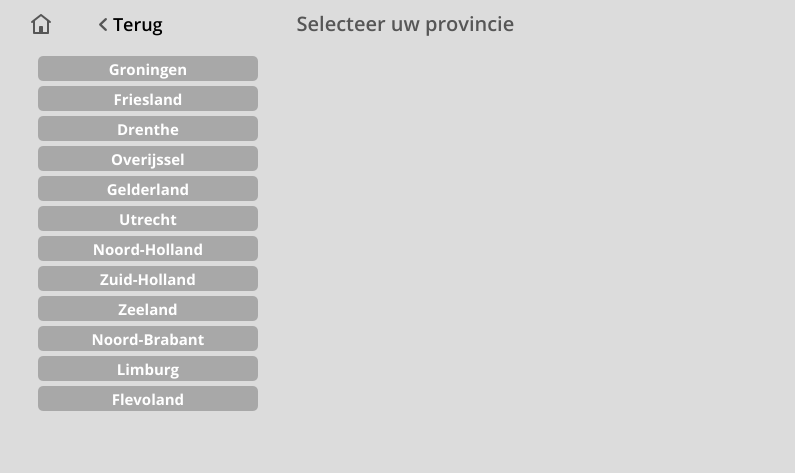 Terug
Selecteer uw provincie
Groningen
Friesland
Drenthe
Overijssel
Gelderland
Utrecht
Noord-Holland
Zuid-Holland
Zeeland
Noord-Brabant
Limburg
Flevoland